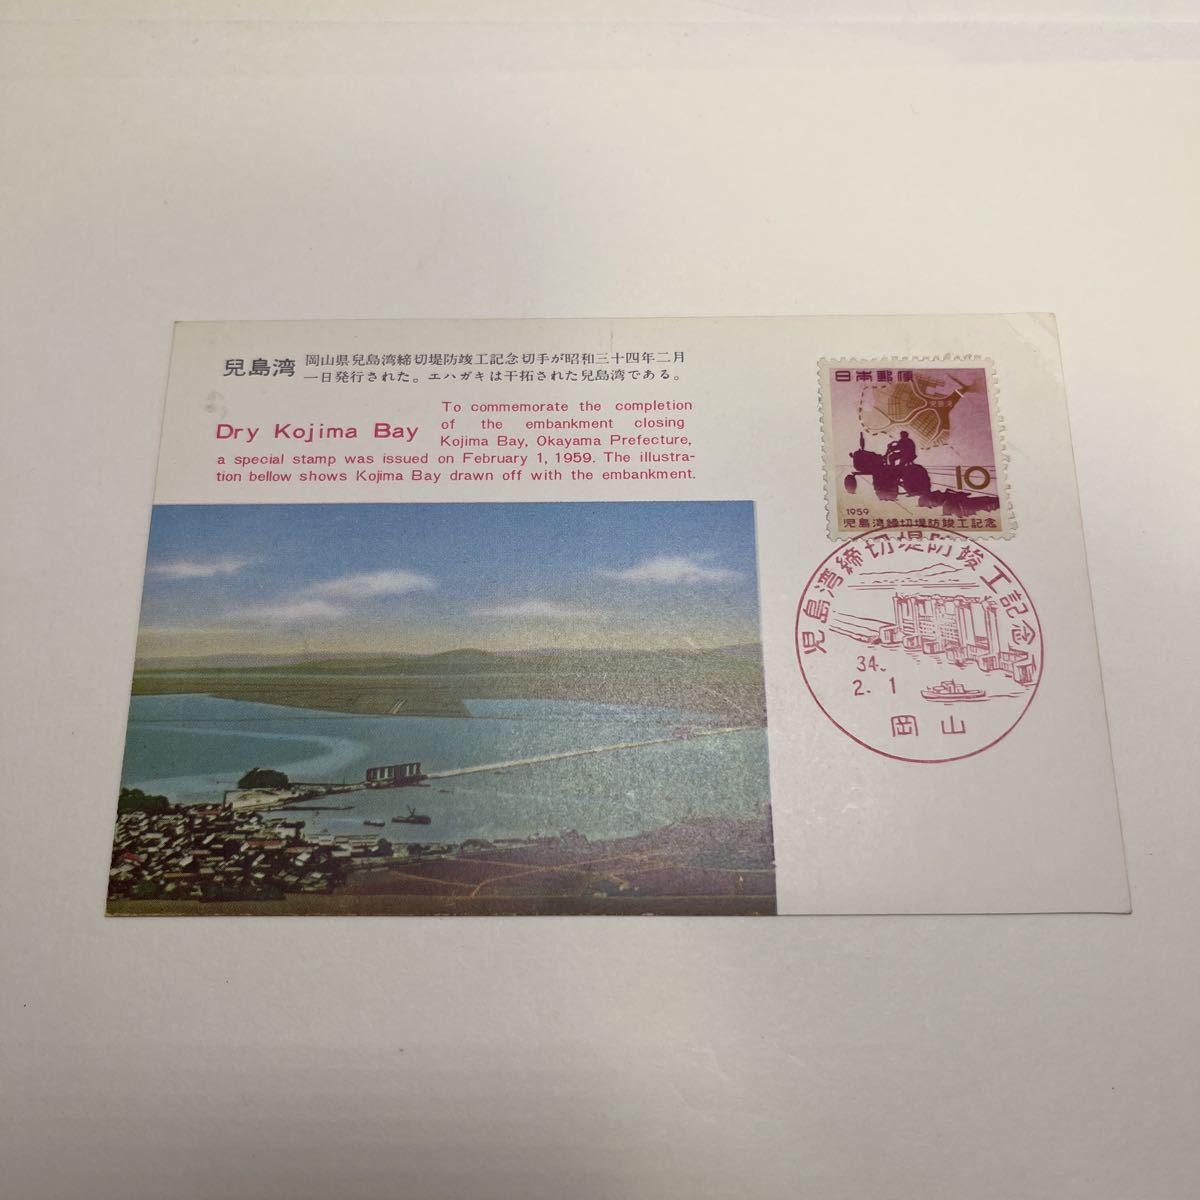 兒島湾
岡山県兒島湾締切堤防竣工記念切手が昭和三十四年二月
一日発行された。エハガキは干拓された兒島湾である。
Dry Kojima Bay
To commemorate the completion
of the embankment closing
Kojima Bay, Okayama Prefecture,
a special stamp was issued on February 1, 1959. The illustra-
tion bellow shows Kojima Bay drawn off with the embankment.
日本郵便
児島湾
10
1959
児島湾締切堤防竣工記念
児島湾締切堤防竣工記念
34.
2. 1
岡山